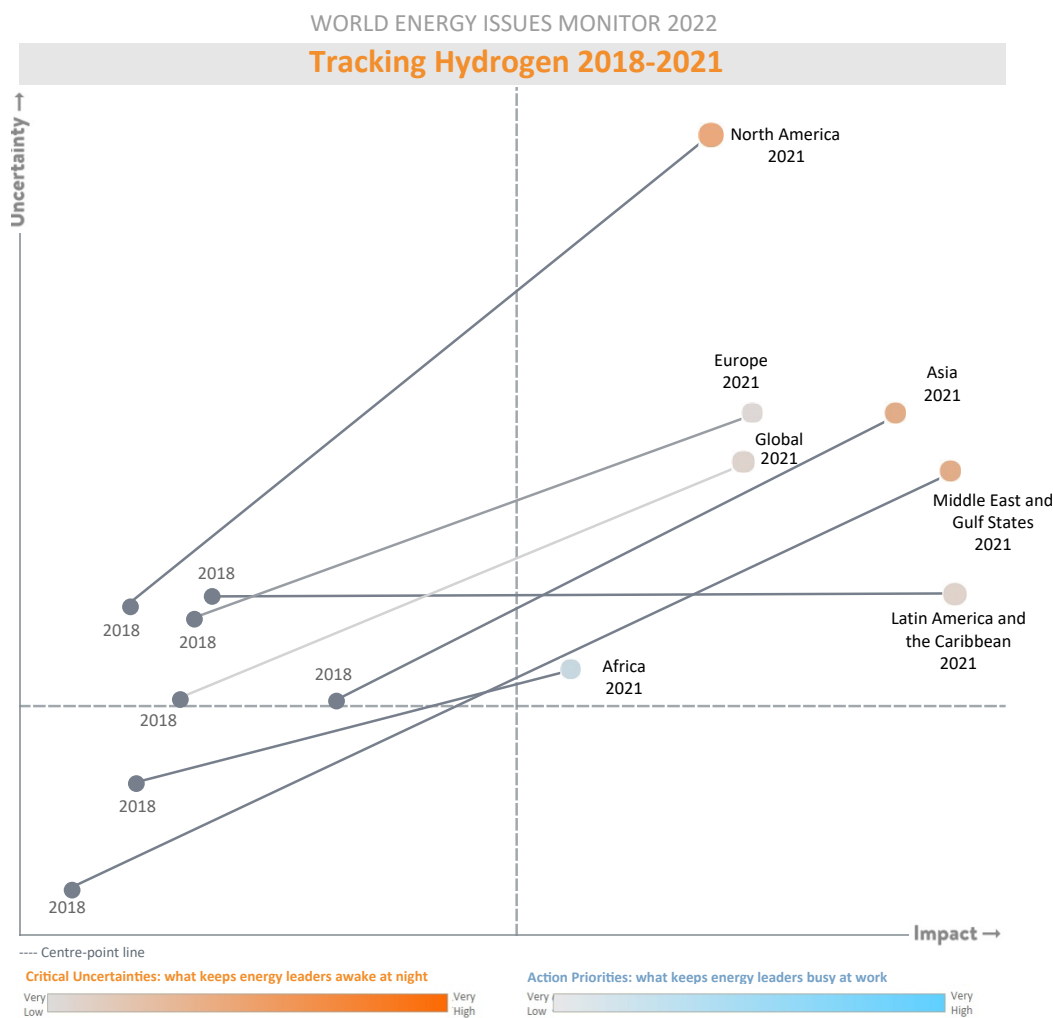 WORLD ENERGY ISSUES MONITOR 2022
Tracking Hydrogen 2018-2021
Uncertainty →
North America
2021
Europe
2021
Asia
2021
Global
2021
Middle East and
Gulf States
2021
2018
2018
2018
Latin America and
the Caribbean
2021
2018
Africa
2021
2018
2018
2018
Impact →
---- Centre-point line
Critical Uncertainties: what keeps energy leaders awake at night
Very
Low
Very
High
Action Priorities: what keeps energy leaders busy at work
Very
Low
Very
High